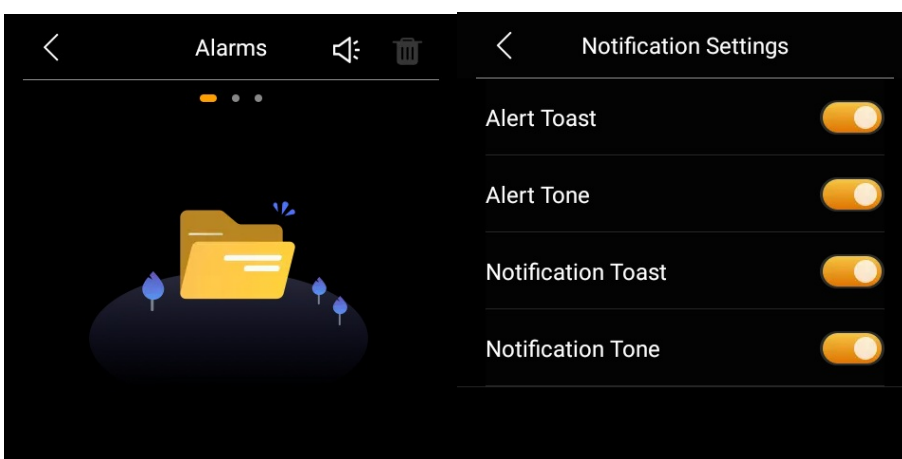 Alarms
Notification Settings
Alert Toast
Alert Tone
Notification Toast
Notification Tone